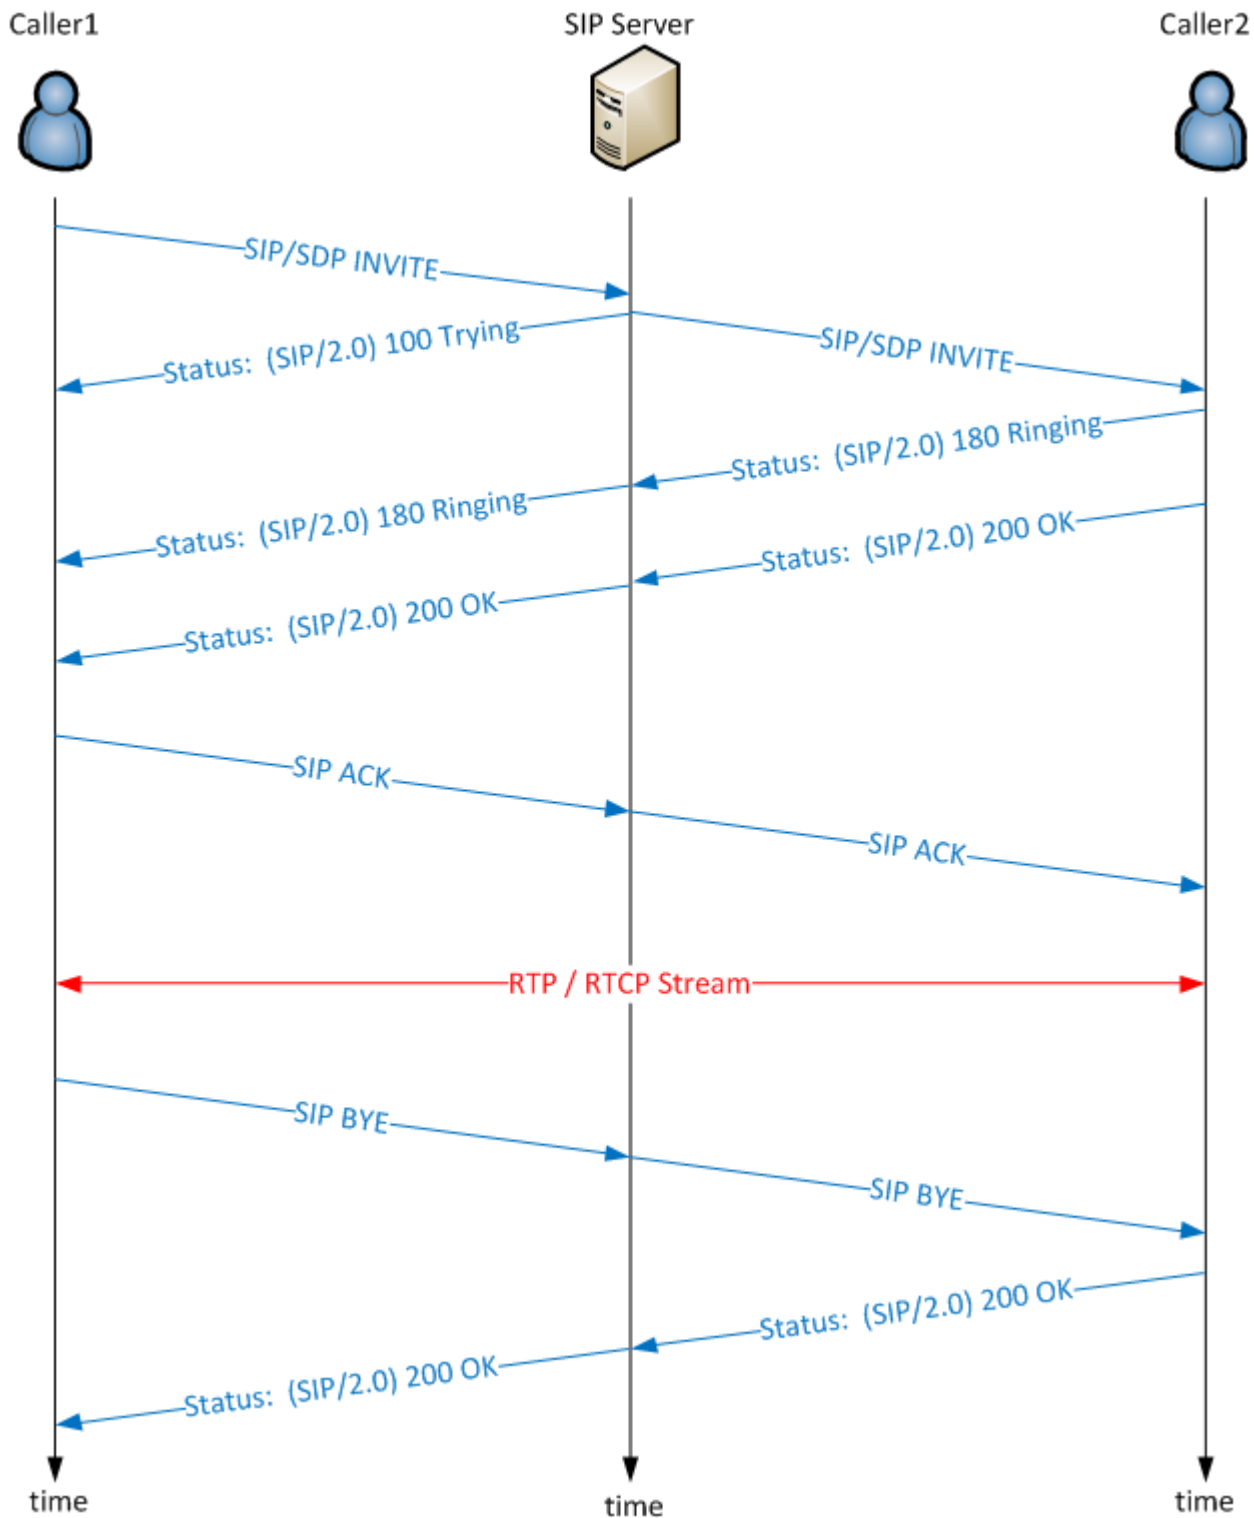 Caller1
SIP Server
Caller2
SIP/SDP INVITE
Status:  (SIP/2.0) 100 Trying
SIP/SDP INVITE
Status:  (SIP/2.0) 180 Ringing
Status:  (SIP/2.0) 180 Ringing
Status:  (SIP/2.0) 200 OK
Status:  (SIP/2.0) 200 OK
SIP ACK
SIP ACK
RTP / RTCP Stream
SIP BYE
SIP BYE
Status:  (SIP/2.0) 200 OK
Status:  (SIP/2.0) 200 OK
time
time
time